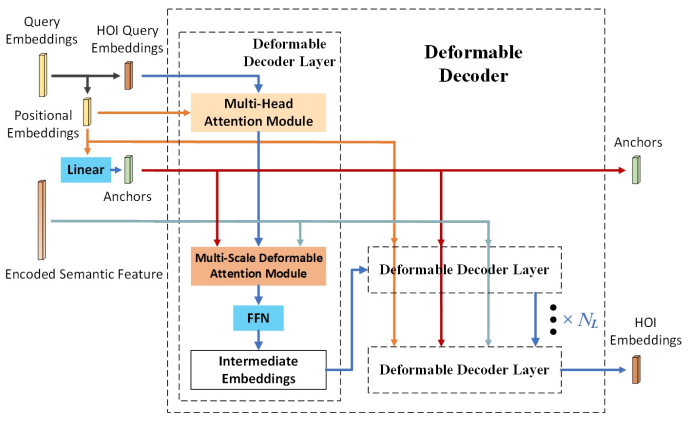 Query
Embeddings
HOI Query
Embeddings
Deformable
Decoder Layer
Deformable
Decoder
Positional
Embeddings
Multi-Head
Attention Module
Linear
Anchors
Anchors
Encoded Semantic Feature
Multi-Scale Deformable
Attention Module
Deformable Decoder Layer
FFN
× N_L
Intermediate
Embeddings
Deformable Decoder Layer
HOI
Embeddings